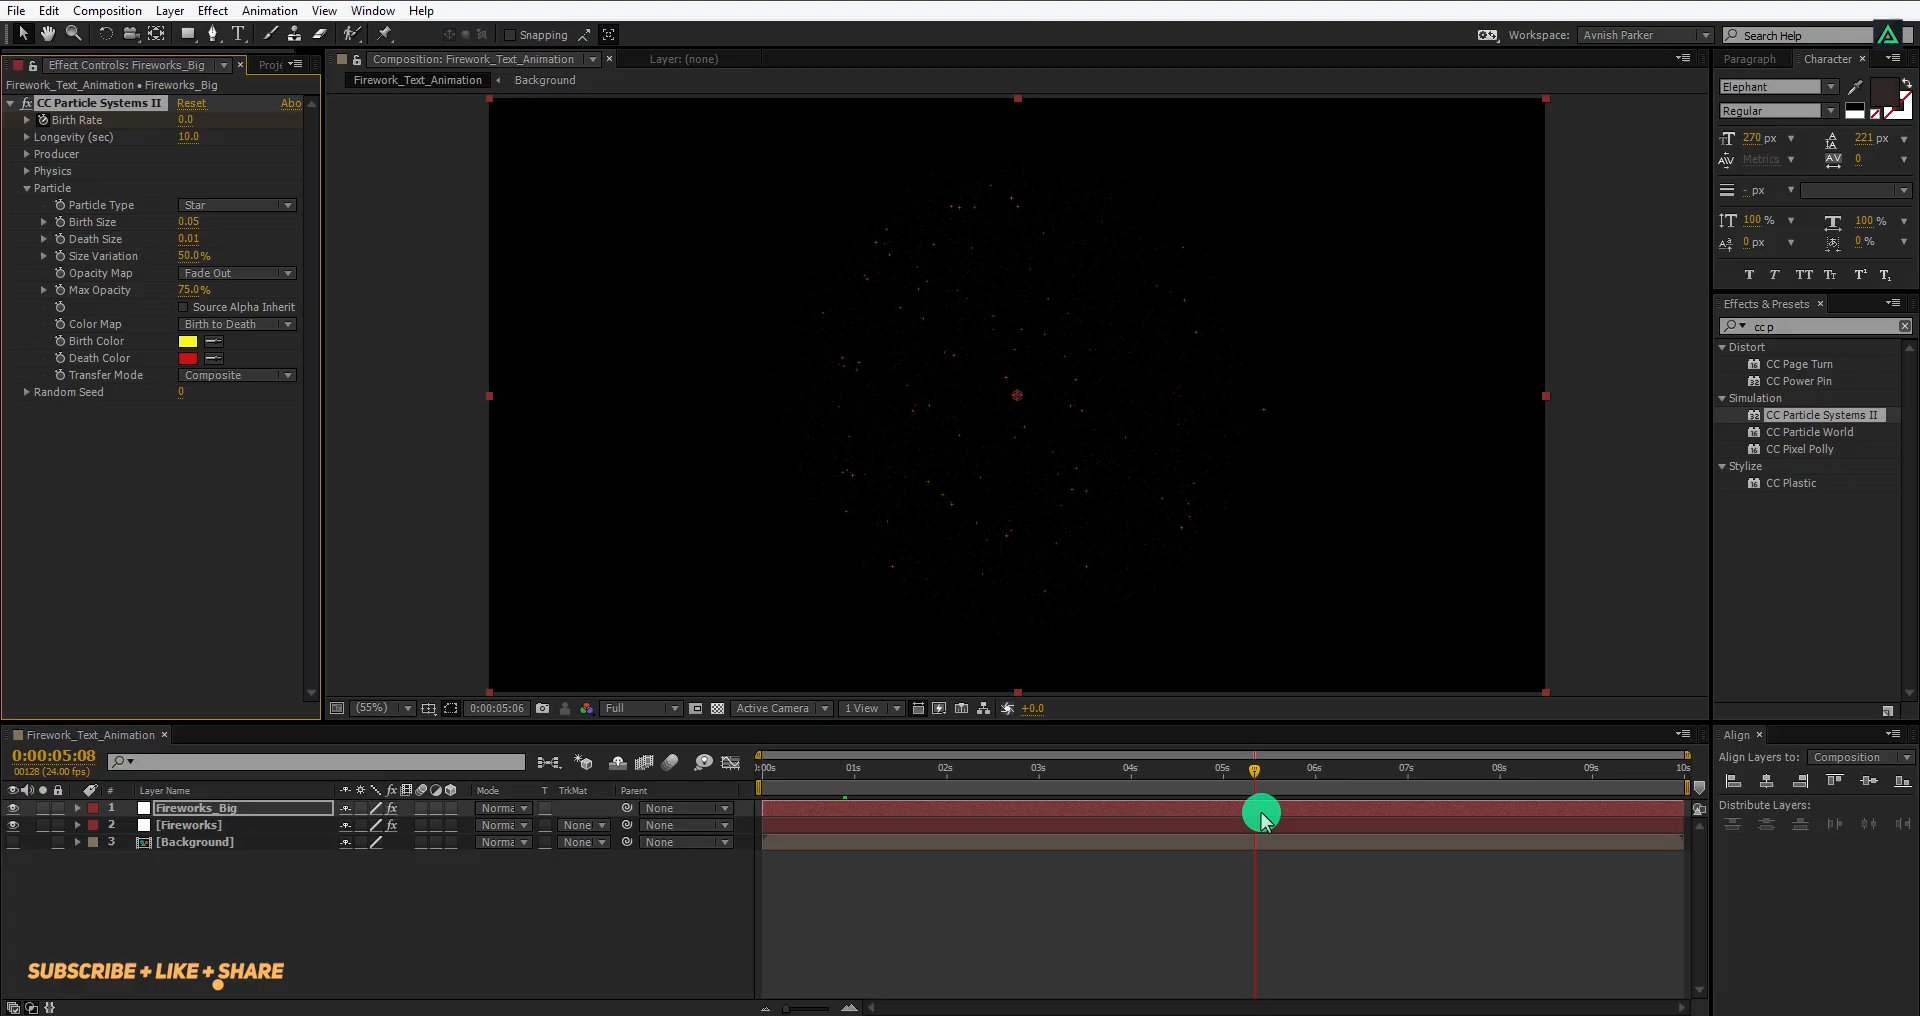 File Edit Composition Layer Effect Animation View Window Help
Snapping
Workspace: Avnish Parker
Search Help
Effect Controls: Fireworks_Big
Firework_Text_Animation • Fireworks_Big
CC Particle Systems II Reset Abo
Birth Rate 0.0
Longevity (sec) 10.0
Producer
Physics
Particle
Particle Type Star
Birth Size 0.05
Death Size 0.01
Size Variation 50.0%
Opacity Map Fade Out
Max Opacity 75.0%
Source Alpha Inherit
Color Map Birth to Death
Birth Color
Death Color
Transfer Mode Composite
Random Seed 0
Composition: Firework_Text_Animation
Layer: (none)
Firework_Text_Animation Background
(55%) 0:00:05:06 Full Active Camera 1 View +0.0
Paragraph Character
Elephant
Regular
270 px 221 px
Metrics 0
- px
100 % 100 %
0 px 0 %
T T TT Tt T¹ T₁
Effects & Presets
cc p
Distort
CC Page Turn
CC Power Pin
Simulation
CC Particle Systems II
CC Particle World
CC Pixel Polly
Stylize
CC Plastic
Firework_Text_Animation
0:00:05:08
00128 (24.00 fps)
# Layer Name Mode T TrkMat Parent
1 Fireworks_Big Norma None
2 [Fireworks] Norma None None
3 [Background] Norma None None
:00s 01s 02s 03s 04s 05s 06s 07s 08s 09s 10s
Align
Align Layers to: Composition
Distribute Layers:
SUBSCRIBE + LIKE + SHARE